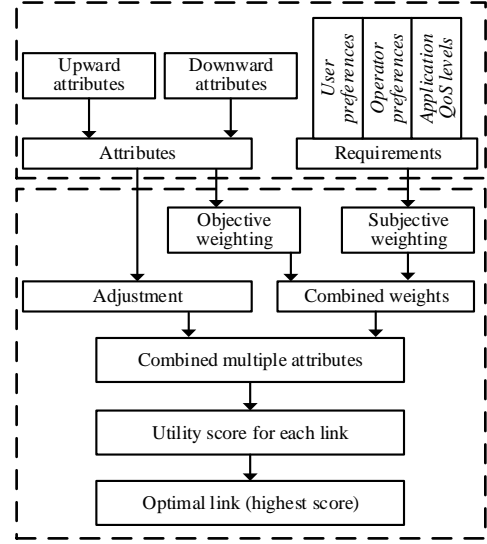 Upward
attributes
Downward
attributes
User
preferences
Operator
preferences
Application
QoS levels
Attributes
Requirements
Objective
weighting
Subjective
weighting
Adjustment
Combined weights
Combined multiple attributes
Utility score for each link
Optimal link (highest score)